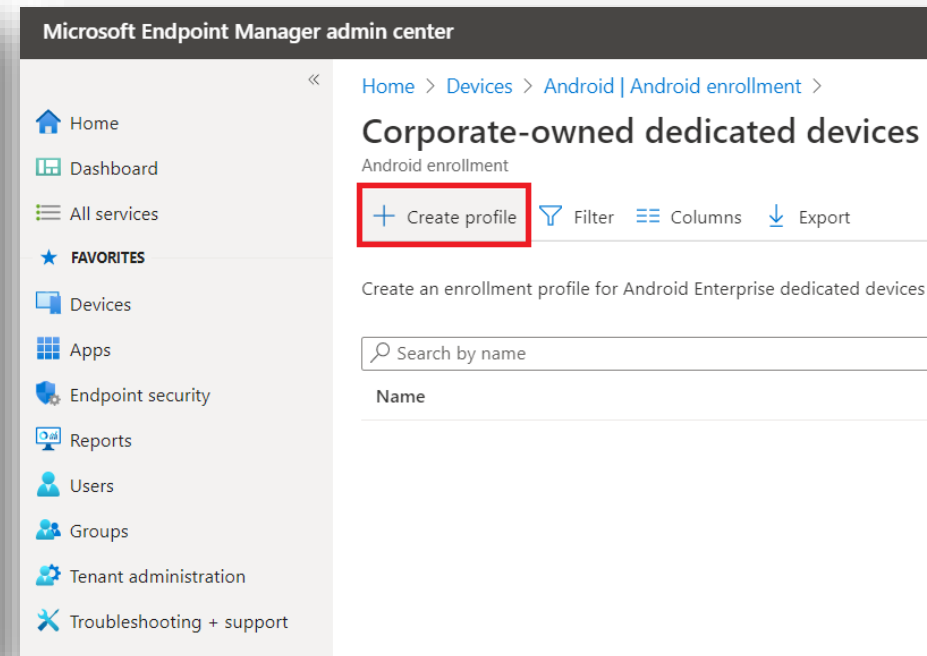 Microsoft Endpoint Manager admin center
«
Home
Dashboard
All services
FAVORITES
Devices
Apps
Endpoint security
Reports
Users
Groups
Tenant administration
Troubleshooting + support
Home > Devices > Android | Android enrollment >
Corporate-owned dedicated devices
Android enrollment
Create profile Filter Columns Export
Create an enrollment profile for Android Enterprise dedicated devices
Search by name
Name